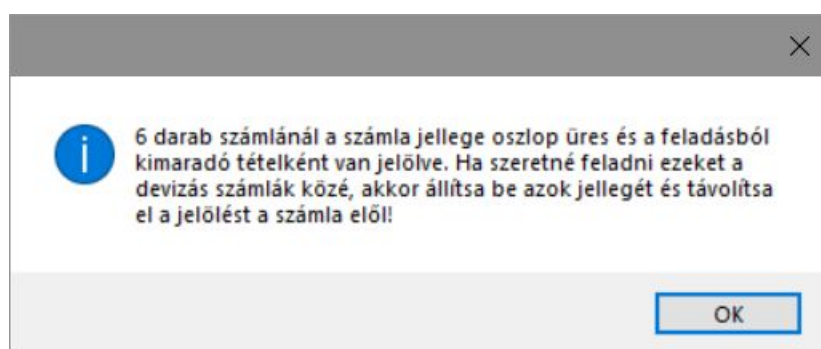 6 darab számlánál a számla jellege oszlop üres és a feladásból
kimaradó tételként van jelölve. Ha szeretné feladni ezeket a
devizás számlák közé, akkor állítsa be azok jellegét és távolítsa
el a jelölést a számla elől!
OK